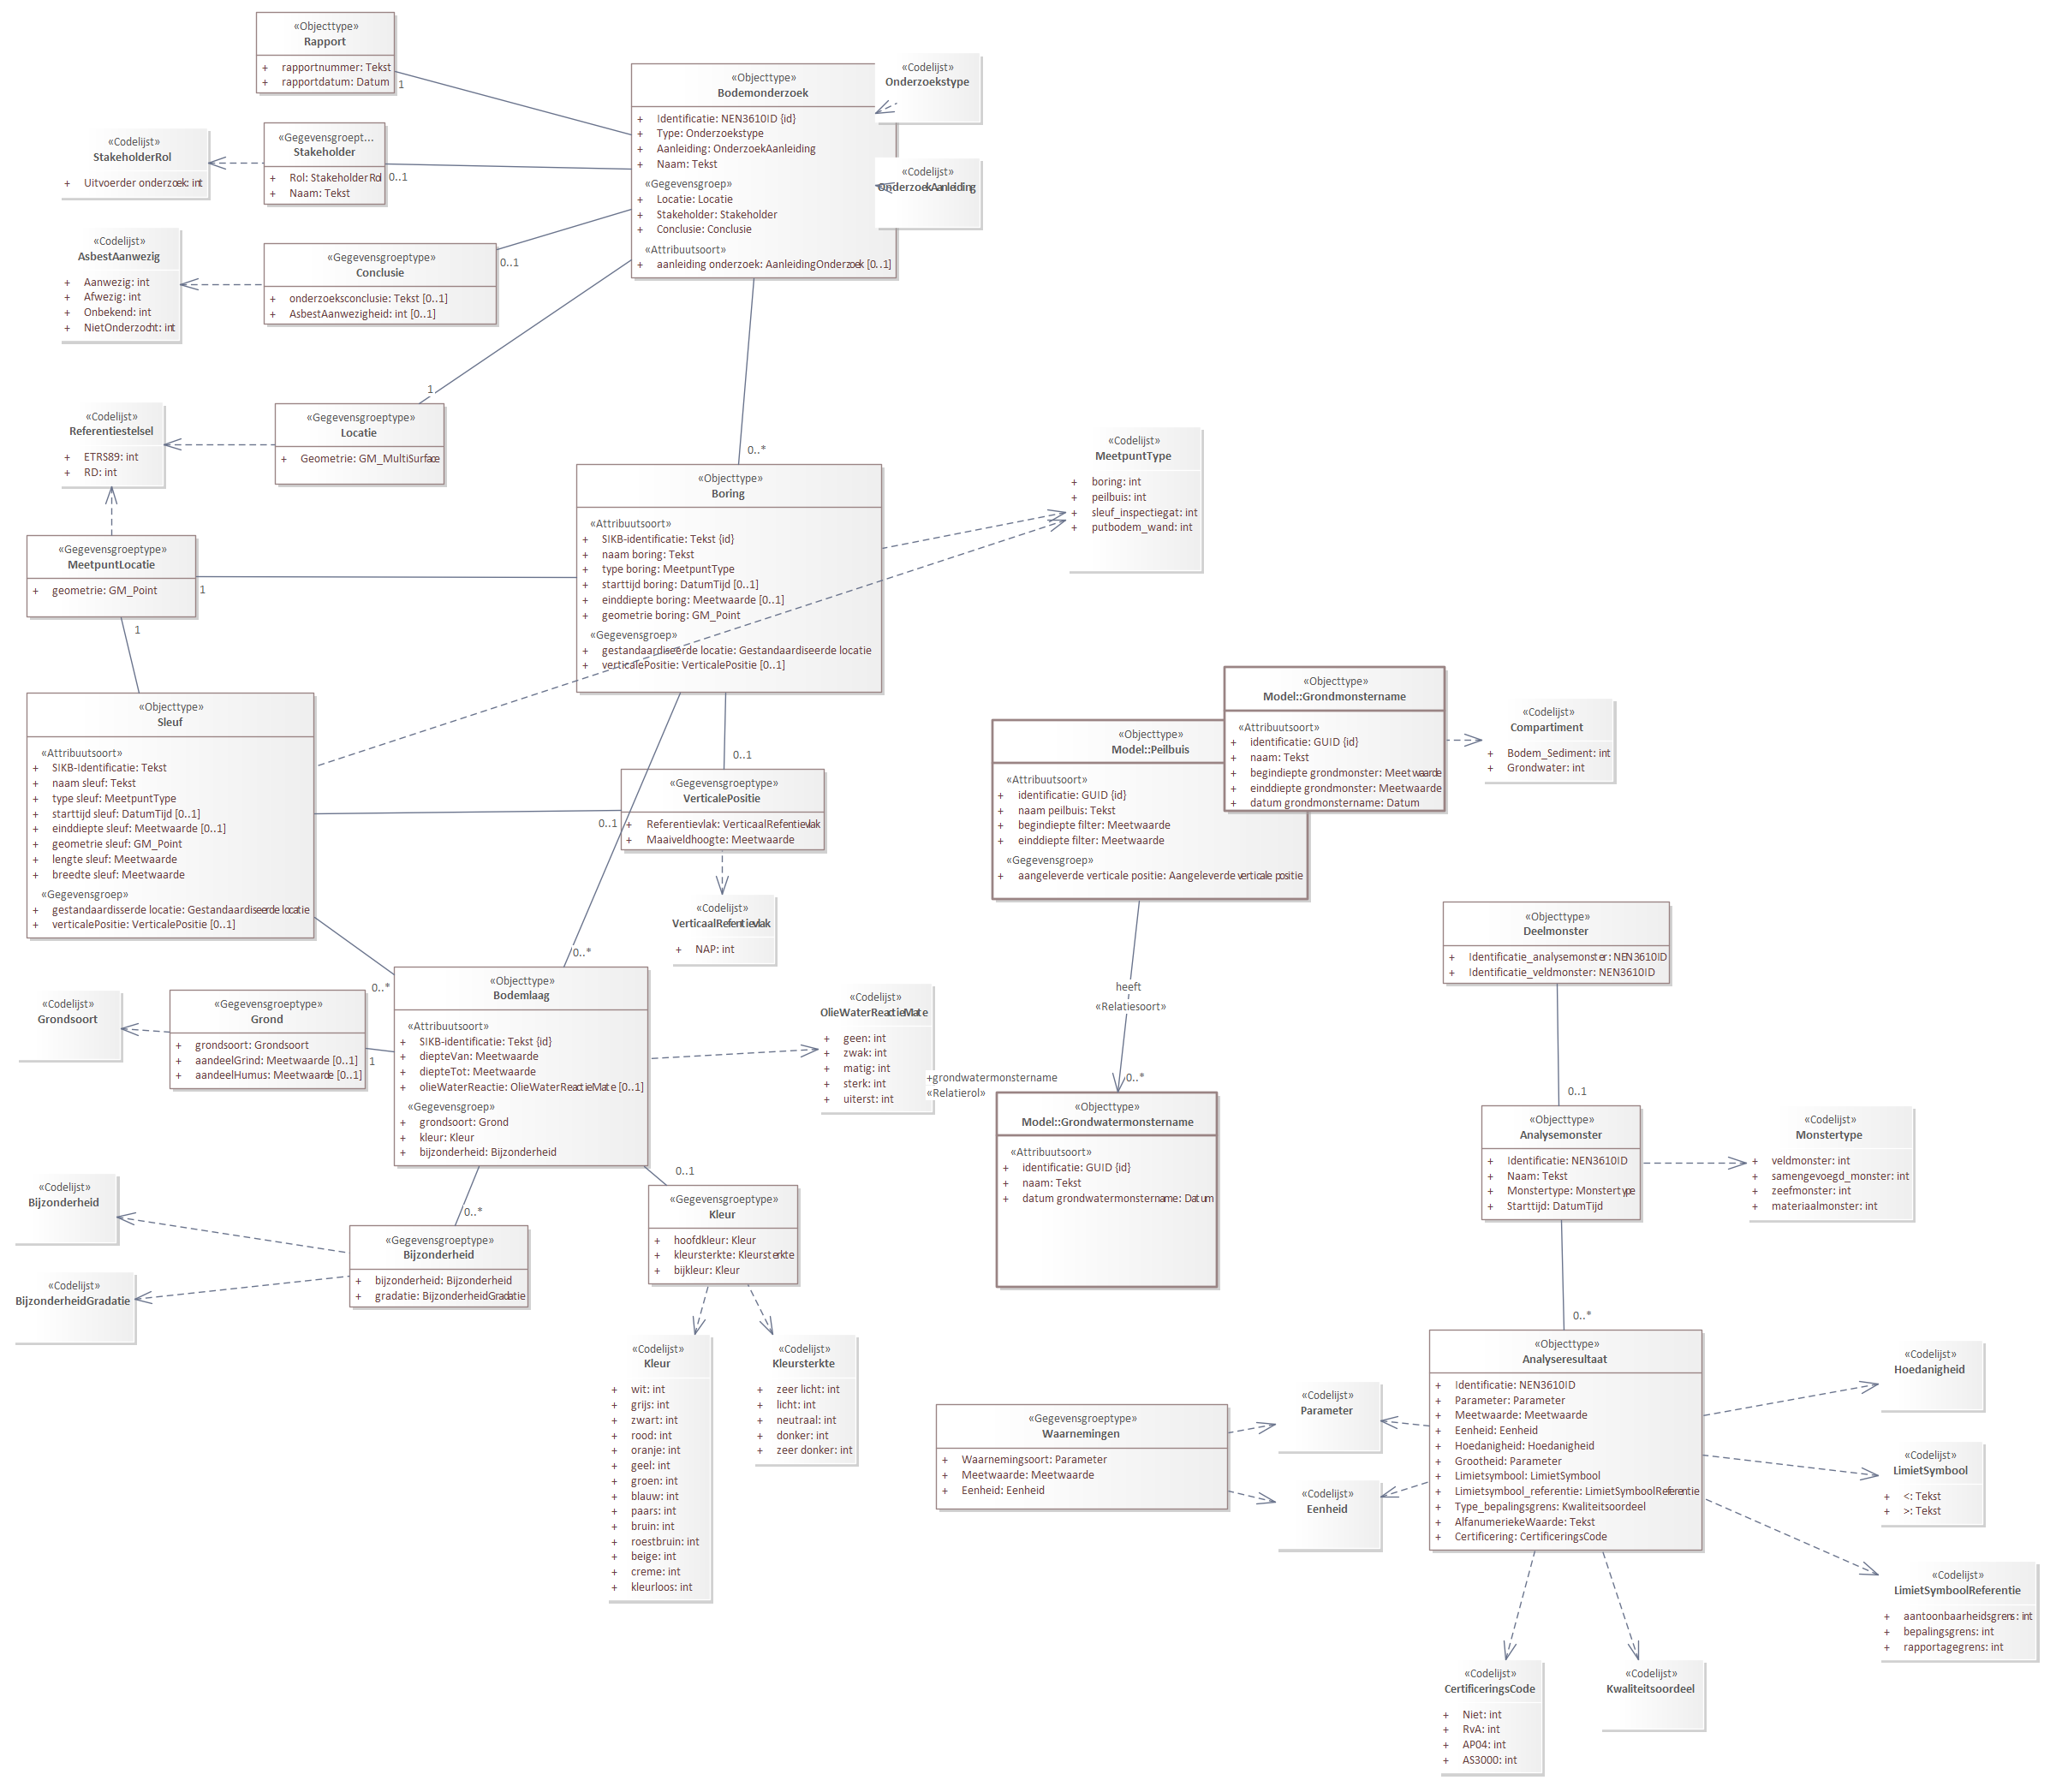 «Objecttype»
Rapport
+ rapportnummer: Tekst
+ rapportdatum: Datum
1
«Objecttype»
Bodemonderzoek
+ Identificatie: NEN3610ID {id}
+ Type: Onderzoekstype
+ Aanleiding: OnderzoekAanleiding
+ Naam: Tekst
«Gegevensgroep»
+ Locatie: Locatie
+ Stakeholder: Stakeholder
+ Conclusie: Conclusie
«Attribuutsoort»
+ aanleiding onderzoek: AanleidingOnderzoek [0..1]
«Codelijst»
Onderzoekstype
«Codelijst»
OnderzoekAanleiding
«Codelijst»
StakeholderRol
+ Uitvoerder onderzoek: int
«Gegevensgroept...
Stakeholder
+ Rol: StakeholderRol
+ Naam: Tekst
0..1
«Codelijst»
AsbestAanwezig
+ Aanwezig: int
+ Afwezig: int
+ Onbekend: int
+ NietOnderzocht: int
«Gegevensgroeptype»
Conclusie
+ onderzoeksconclusie: Tekst [0..1]
+ AsbestAanwezigheid: int [0..1]
0..1
1
«Codelijst»
Referentiestelsel
+ ETRS89: int
+ RD: int
«Gegevensgroeptype»
Locatie
+ Geometrie: GM_MultiSurface
0..*
«Objecttype»
Boring
«Attribuutsoort»
+ SIKB-identificatie: Tekst {id}
+ naam boring: Tekst
+ type boring: MeetpuntType
+ starttijd boring: DatumTijd [0..1]
+ einddiepte boring: Meetwaarde [0..1]
+ geometrie boring: GM_Point
«Gegevensgroep»
+ gestandaardiseerde locatie: Gestandaardiseerde locatie
+ verticalePositie: VerticalePositie [0..1]
«Codelijst»
MeetpuntType
+ boring: int
+ peilbuis: int
+ sleuf_inspectiegat: int
+ putbodem_wand: int
«Gegevensgroeptype»
MeetpuntLocatie
+ geometrie: GM_Point
1
1
«Objecttype»
Sleuf
«Attribuutsoort»
+ SIKB-Identificatie: Tekst
+ naam sleuf: Tekst
+ type sleuf: MeetpuntType
+ starttijd sleuf: DatumTijd [0..1]
+ einddiepte sleuf: Meetwaarde [0..1]
+ geometrie sleuf: GM_Point
+ lengte sleuf: Meetwaarde
+ breedte sleuf: Meetwaarde
«Gegevensgroep»
+ gestandaardisserde locatie: Gestandaardiseerde locatie
+ verticalePositie: VerticalePositie [0..1]
0..1
«Gegevensgroeptype»
VerticalePositie
+ Referentievlak: VerticaalRefentievlak
+ Maaiveldhoogte: Meetwaarde
0..1
«Codelijst»
VerticaalRefentievlak
+ NAP: int
«Objecttype»
Model::Peilbuis
«Attribuutsoort»
+ identificatie: GUID {id}
+ naam peilbuis: Tekst
+ begindiepte filter: Meetwaarde
+ einddiepte filter: Meetwaarde
«Gegevensgroep»
+ aangeleverde verticale positie: Aangeleverde verticale positie
«Objecttype»
Model::Grondmonstername
«Attribuutsoort»
+ identificatie: GUID {id}
+ naam: Tekst
+ begindiepte grondmonster: Meetwaarde
+ einddiepte grondmonster: Meetwaarde
+ datum grondmonstername: Datum
«Codelijst»
Compartiment
+ Bodem_Sediment: int
+ Grondwater: int
heeft
«Relatiesoort»
+grondwatermonstername
«Relatierol»
0..*
«Objecttype»
Model::Grondwatermonstername
«Attribuutsoort»
+ identificatie: GUID {id}
+ naam: Tekst
+ datum grondwatermonstername: Datum
«Objecttype»
Deelmonster
+ Identificatie_analysemonster: NEN3610ID
+ Identificatie_veldmonster: NEN3610ID
0..1
«Objecttype»
Analysemonster
+ Identificatie: NEN3610ID
+ Naam: Tekst
+ Monstertype: Monstertype
+ Starttijd: DatumTijd
«Codelijst»
Monstertype
+ veldmonster: int
+ samengevoegd_monster: int
+ zeefmonster: int
+ materiaalmonster: int
0..*
0..*
«Objecttype»
Bodemlaag
«Attribuutsoort»
+ SIKB-identificatie: Tekst {id}
+ diepteVan: Meetwaarde
+ diepteTot: Meetwaarde
+ olieWaterReactie: OlieWaterReactieMate [0..1]
«Gegevensgroep»
+ grondsoort: Grond
+ kleur: Kleur
+ bijzonderheid: Bijzonderheid
«Codelijst»
Grondsoort
«Gegevensgroeptype»
Grond
+ grondsoort: Grondsoort
+ aandeelGrind: Meetwaarde [0..1]
+ aandeelHumus: Meetwaarde [0..1]
1
«Codelijst»
OlieWaterReactieMate
+ geen: int
+ zwak: int
+ matig: int
+ sterk: int
+ uiterst: int
«Codelijst»
Bijzonderheid
«Codelijst»
BijzonderheidGradatie
0..*
«Gegevensgroeptype»
Bijzonderheid
+ bijzonderheid: Bijzonderheid
+ gradatie: BijzonderheidGradatie
0..1
«Gegevensgroeptype»
Kleur
+ hoofdkleur: Kleur
+ kleursterkte: Kleursterkte
+ bijkleur: Kleur
«Codelijst»
Kleur
+ wit: int
+ grijs: int
+ zwart: int
+ rood: int
+ oranje: int
+ geel: int
+ groen: int
+ blauw: int
+ paars: int
+ bruin: int
+ roestbruin: int
+ beige: int
+ creme: int
+ kleurloos: int
«Codelijst»
Kleursterkte
+ zeer licht: int
+ licht: int
+ neutraal: int
+ donker: int
+ zeer donker: int
«Gegevensgroeptype»
Waarnemingen
+ Waarnemingsoort: Parameter
+ Meetwaarde: Meetwaarde
+ Eenheid: Eenheid
«Codelijst»
Parameter
«Codelijst»
Eenheid
0..*
«Objecttype»
Analyseresultaat
+ Identificatie: NEN3610ID
+ Parameter: Parameter
+ Meetwaarde: Meetwaarde
+ Eenheid: Eenheid
+ Hoedanigheid: Hoedanigheid
+ Grootheid: Parameter
+ Limietsymbool: LimietSymbool
+ Limietsymbool_referentie: LimietSymboolReferentie
+ Type_bepalingsgrens: Kwaliteitsoordeel
+ AlfanumeriekeWaarde: Tekst
+ Certificering: CertificeringsCode
«Codelijst»
Hoedanigheid
«Codelijst»
LimietSymbool
+ <: Tekst
+ >: Tekst
«Codelijst»
LimietSymboolReferentie
+ aantoonbaarheidsgrens: int
+ bepalingsgrens: int
+ rapportagegrens: int
«Codelijst»
CertificeringsCode
+ Niet: int
+ RvA: int
+ AP04: int
+ AS3000: int
«Codelijst»
Kwaliteitsoordeel